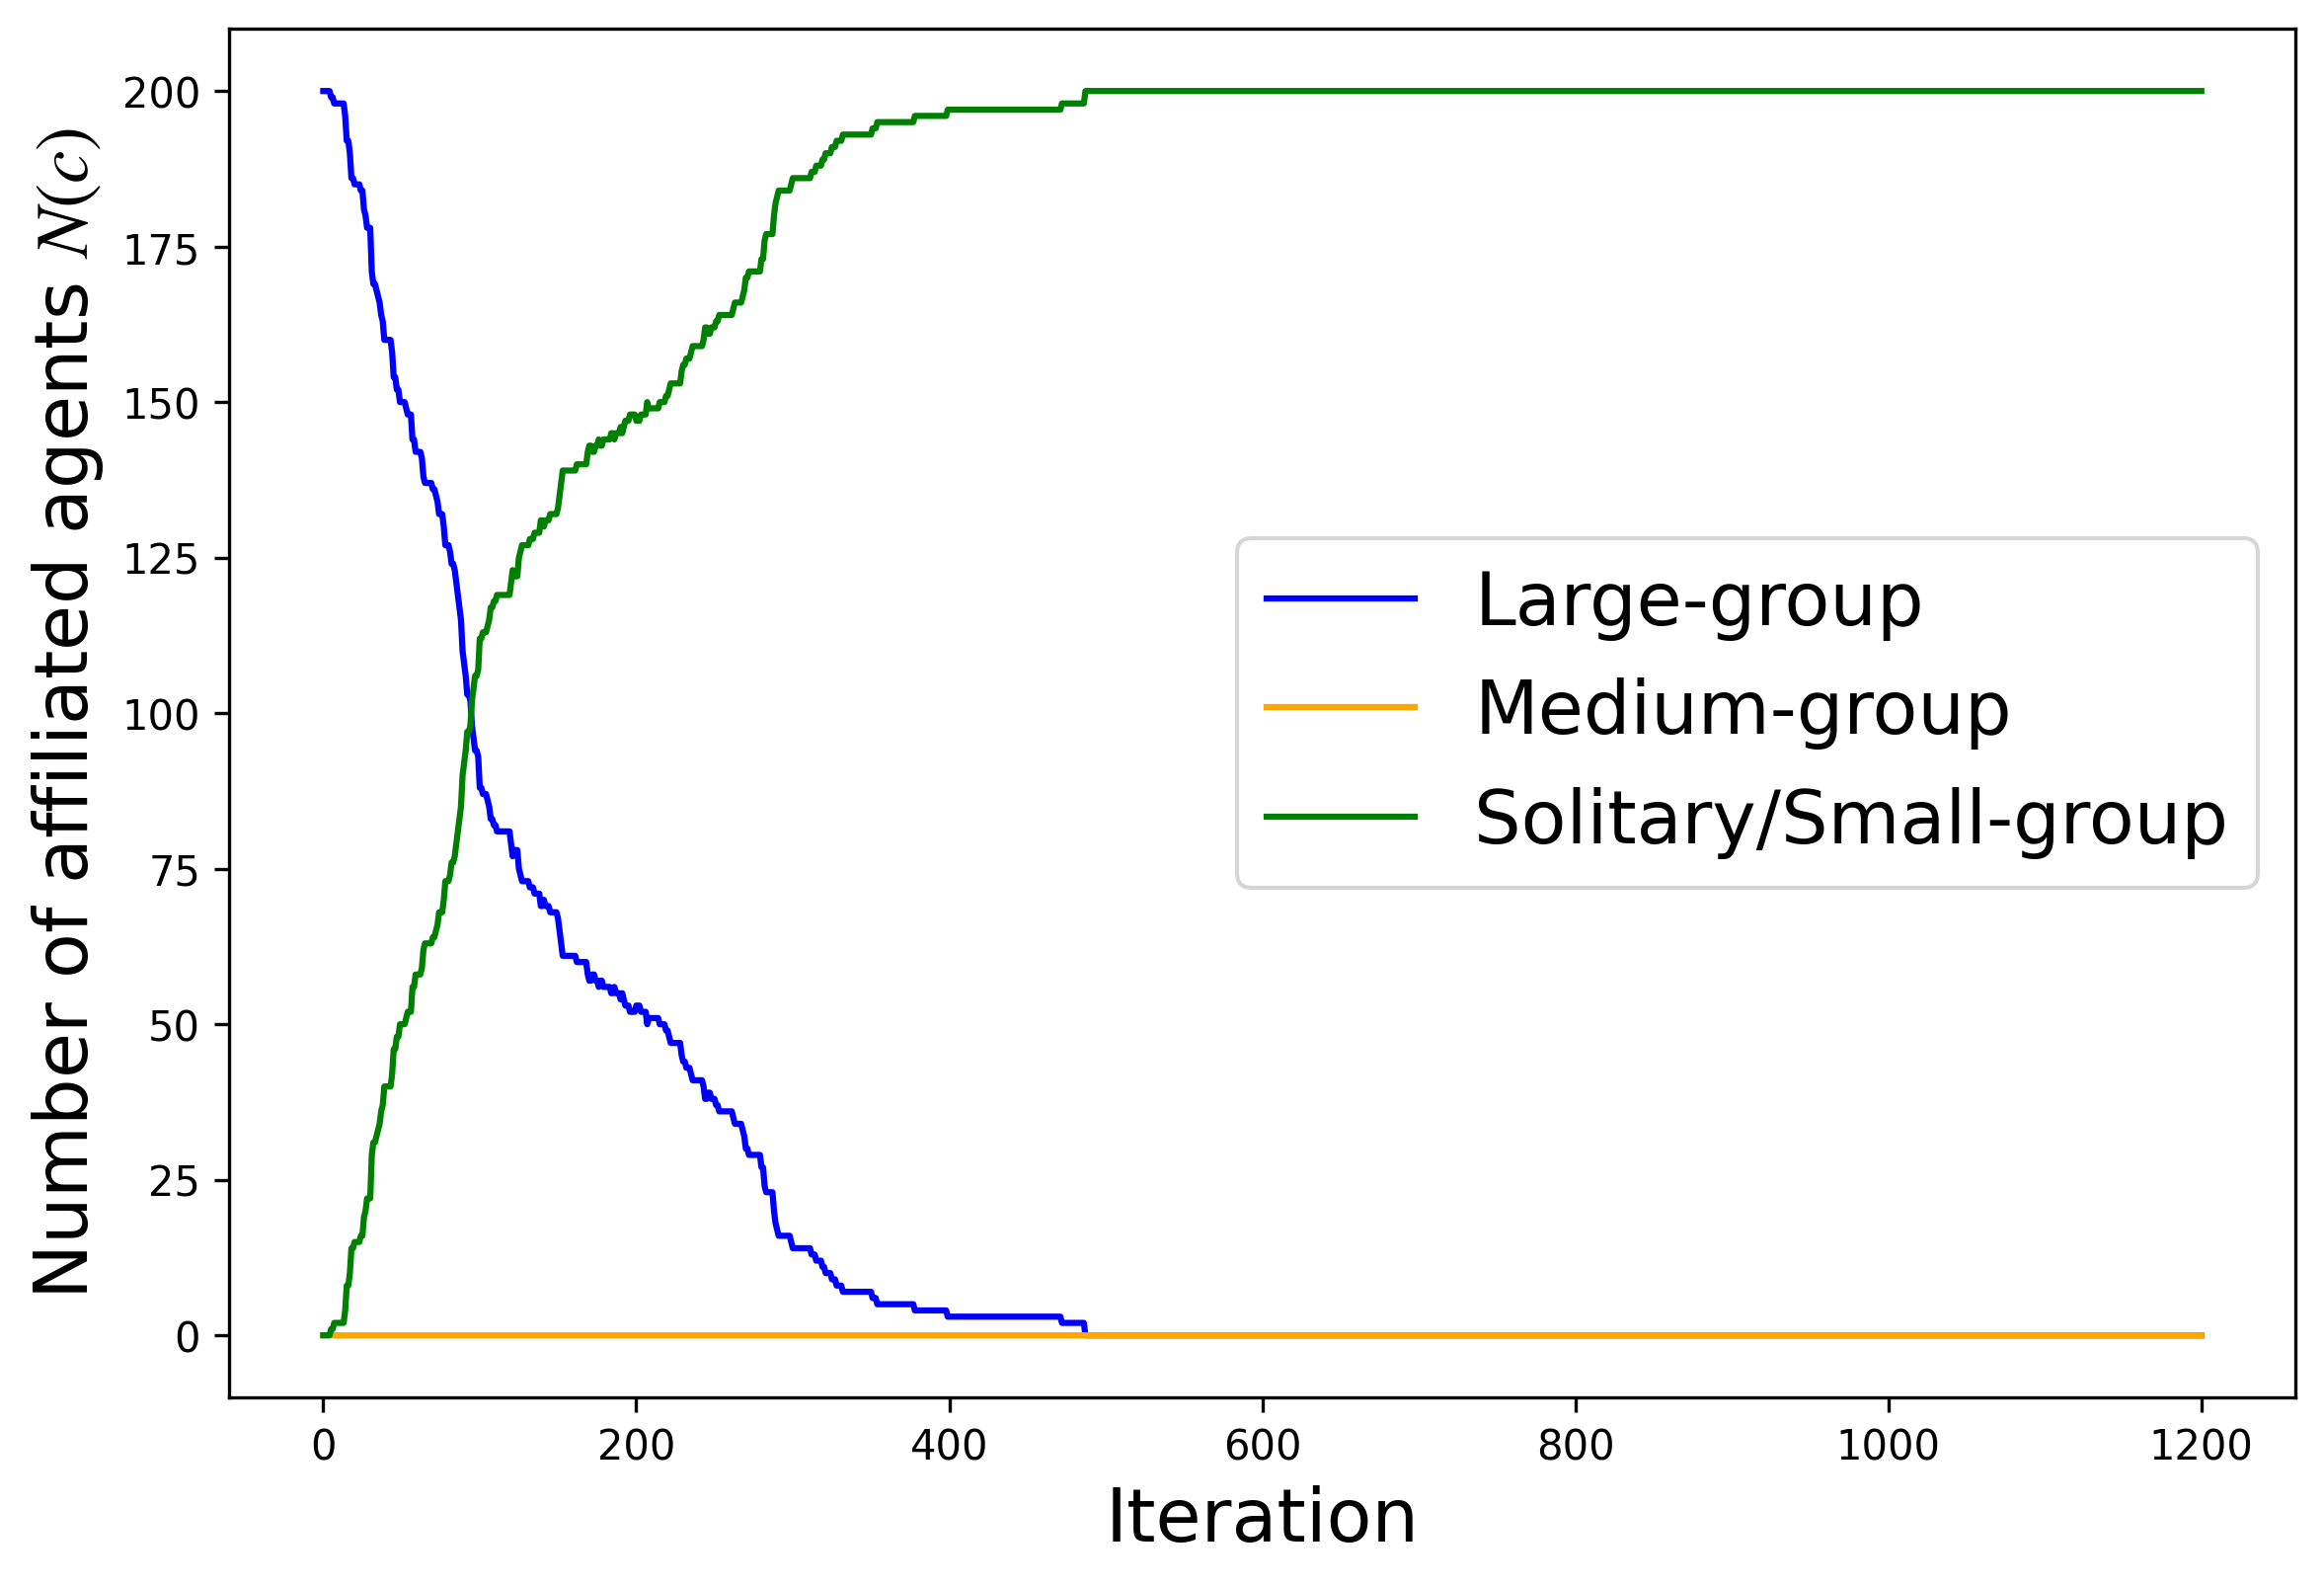 Number of affiliated agents N(c)
200
175
150
125
100
75
50
25
0
Large-group
Medium-group
Solitary/Small-group
0 200 400 600 800 1000 1200
Iteration